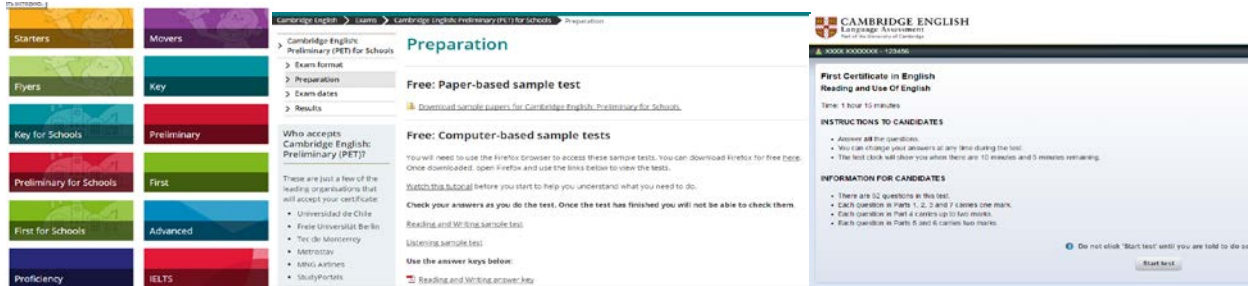 Starters
Movers
Flyers
Key
Key for Schools
Preliminary
Preliminary for Schools
First
First for Schools
Advanced
Proficiency
IELTS
Cambridge English > Exams > Cambridge English: Preliminary (PET) for Schools > Preparation
Cambridge English:
Preliminary (PET) for Schools
Exam format
Preparation
Exam dates
Results
Who accepts
Cambridge English:
Preliminary (PET)?
These are just a few of the
leading organisations that
will accept your certificate:
Universidad de Chile
Freie Universität Berlin
Tec de Monterrey
Metrostav
MNG Airlines
StudyPortals
Preparation
Free: Paper-based sample test
Download sample papers for Cambridge English: Preliminary for Schools.
Free: Computer-based sample tests
You will need to use the Firefox browser to access these sample tests. You can download Firefox for free here.
Once downloaded, open Firefox and use the links below to view the tests.
Watch this tutorial before you start to help you understand what you need to do.
Check your answers as you do the test. Once the test has finished you will not be able to check them.
Reading and Writing sample test
Listening sample test
Use the answer keys below:
Reading and Writing answer key
CAMBRIDGE ENGLISH
Language Assessment
Part of the University of Cambridge
XXXX XXXXXXX - 123456
First Certificate in English
Reading and Use Of English
Time: 1 hour 15 minutes
INSTRUCTIONS TO CANDIDATES
Answer all the questions.
You can change your answers at any time during the test.
The test clock will show you when there are 10 minutes and 5 minutes remaining.
INFORMATION FOR CANDIDATES
There are 52 questions in this test.
Each question in Parts 1, 2, 3 and 7 carries one mark.
Each question in Part 4 carries up to two marks.
Each question in Parts 5 and 6 carries two marks.
Do not click 'Start test' until you are told to do so
Start test